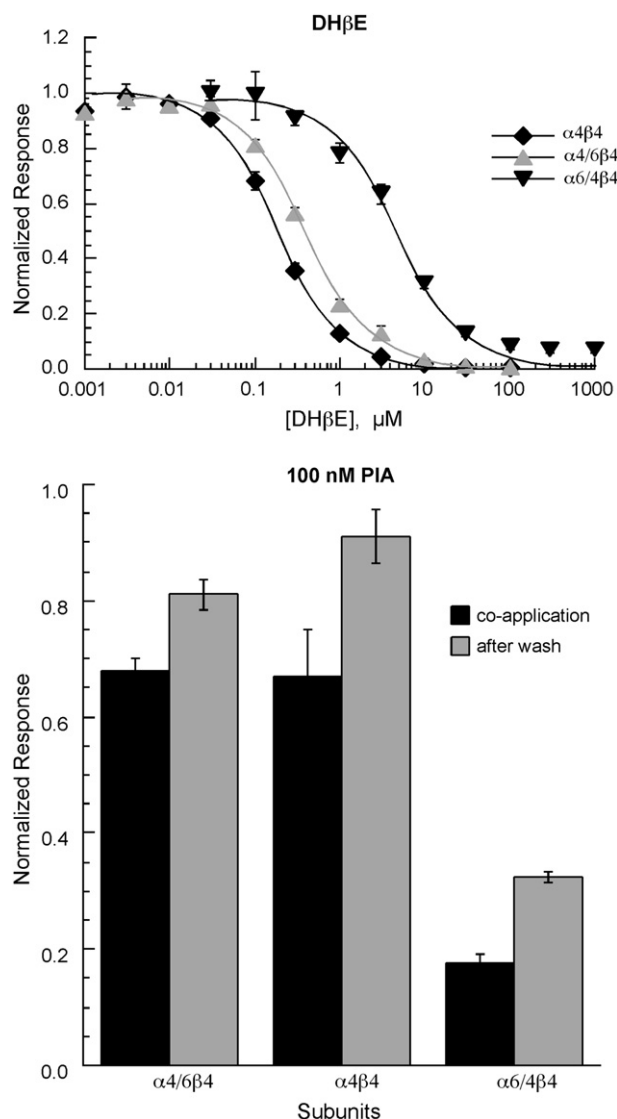 DHβE
1.2
1.0
0.8
0.6
0.4
0.2
0.0
Normalized Response
α4β4
α4/6β4
α6/4β4
0.001 0.01 0.1 1 10 100 1000
[DHβE], µM
100 nM PIA
1.0
0.8
0.6
0.4
0.2
0.0
Normalized Response
co-application
after wash
α4/6β4 α4β4 α6/4β4
Subunits